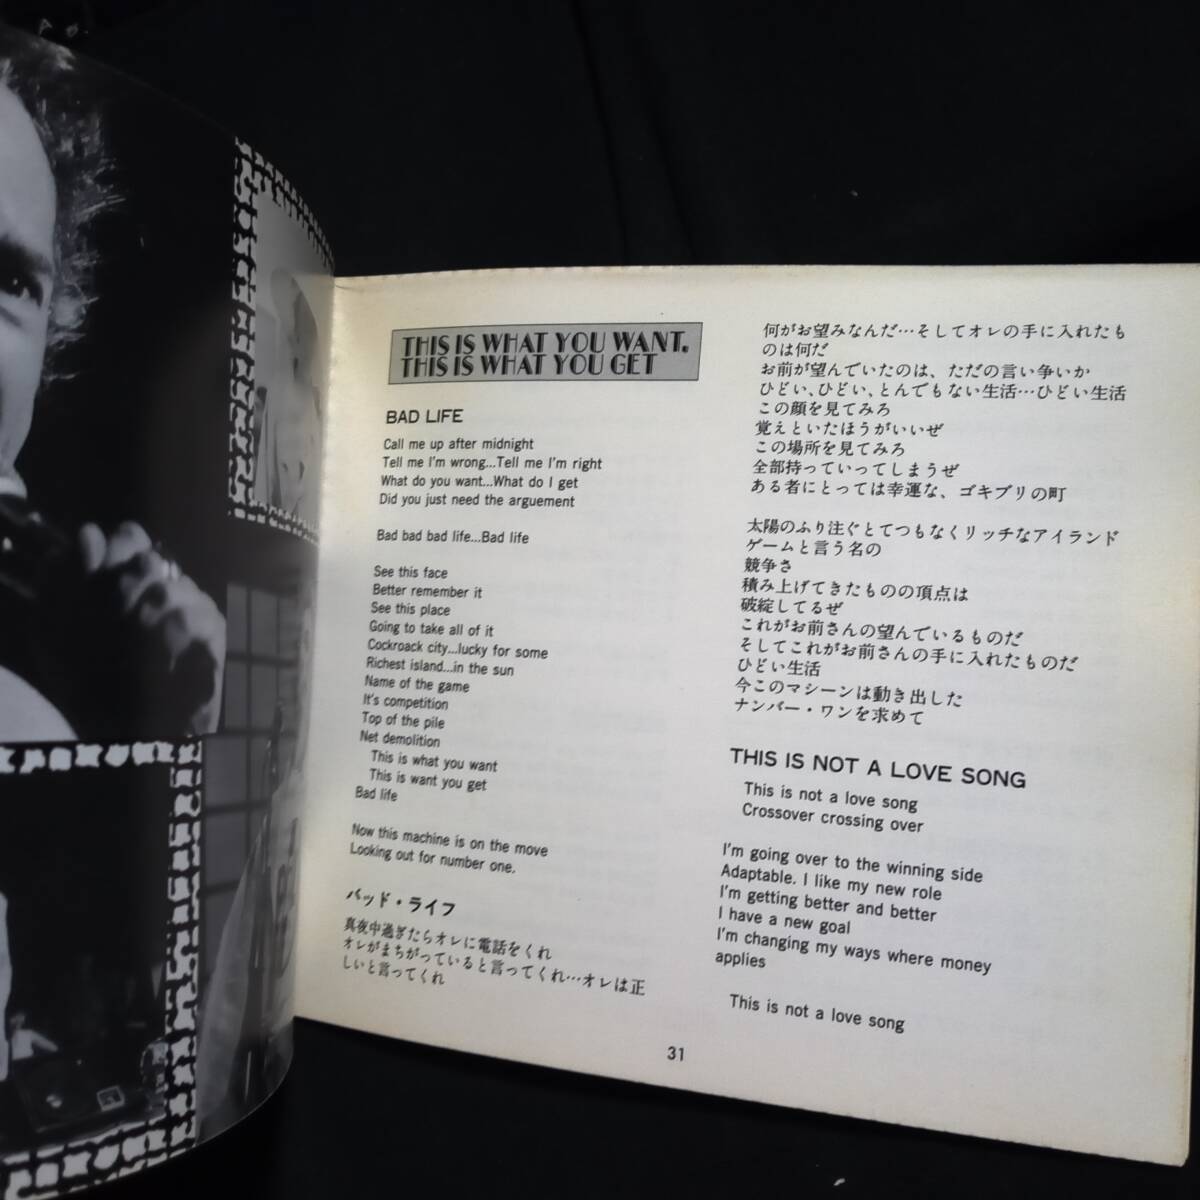 THIS IS WHAT YOU WANT,
THIS IS WHAT YOU GET
BAD LIFE
Call me up after midnight
Tell me I'm wrong...Tell me I'm right
What do you want...What do I get
Did you just need the arguement
Bad bad bad life...Bad life
See this face
Better remember it
See this place
Going to take all of it
Cockroack city...lucky for some
Richest island...in the sun
Name of the game
It's competition
Top of the pile
Net demolition
This is what you want
This is want you get
Bad life
Now this machine is on the move
Looking out for number one.
バッド・ライフ
真夜中過ぎたらオレに電話をくれ
オレがまちがっていると言ってくれ…オレは正
しいと言ってくれ
何がお望みなんだ…そしてオレの手に入れたも
のは何だ
お前が望んでいたのは、ただの言い争いか
ひどい、ひどい、とんでもない生活…ひどい生活
この顔を見てみろ
覚えといたほうがいいぜ
この場所を見てみろ
全部持っていってしまうぜ
ある者にとっては幸運な、ゴキブリの町
太陽のふり注ぐとてつもなくリッチなアイランド
ゲームと言う名の
競争さ
積み上げてきたものの頂点は
破綻してるぜ
これがお前さんの望んでいるものだ
そしてこれがお前さんの手に入れたものだ
ひどい生活
今このマシーンは動き出した
ナンバー・ワンを求めて
THIS IS NOT A LOVE SONG
This is not a love song
Crossover crossing over
I'm going over to the winning side
Adaptable. I like my new role
I'm getting better and better
I have a new goal
I'm changing my ways where money
applies
This is not a love song
31